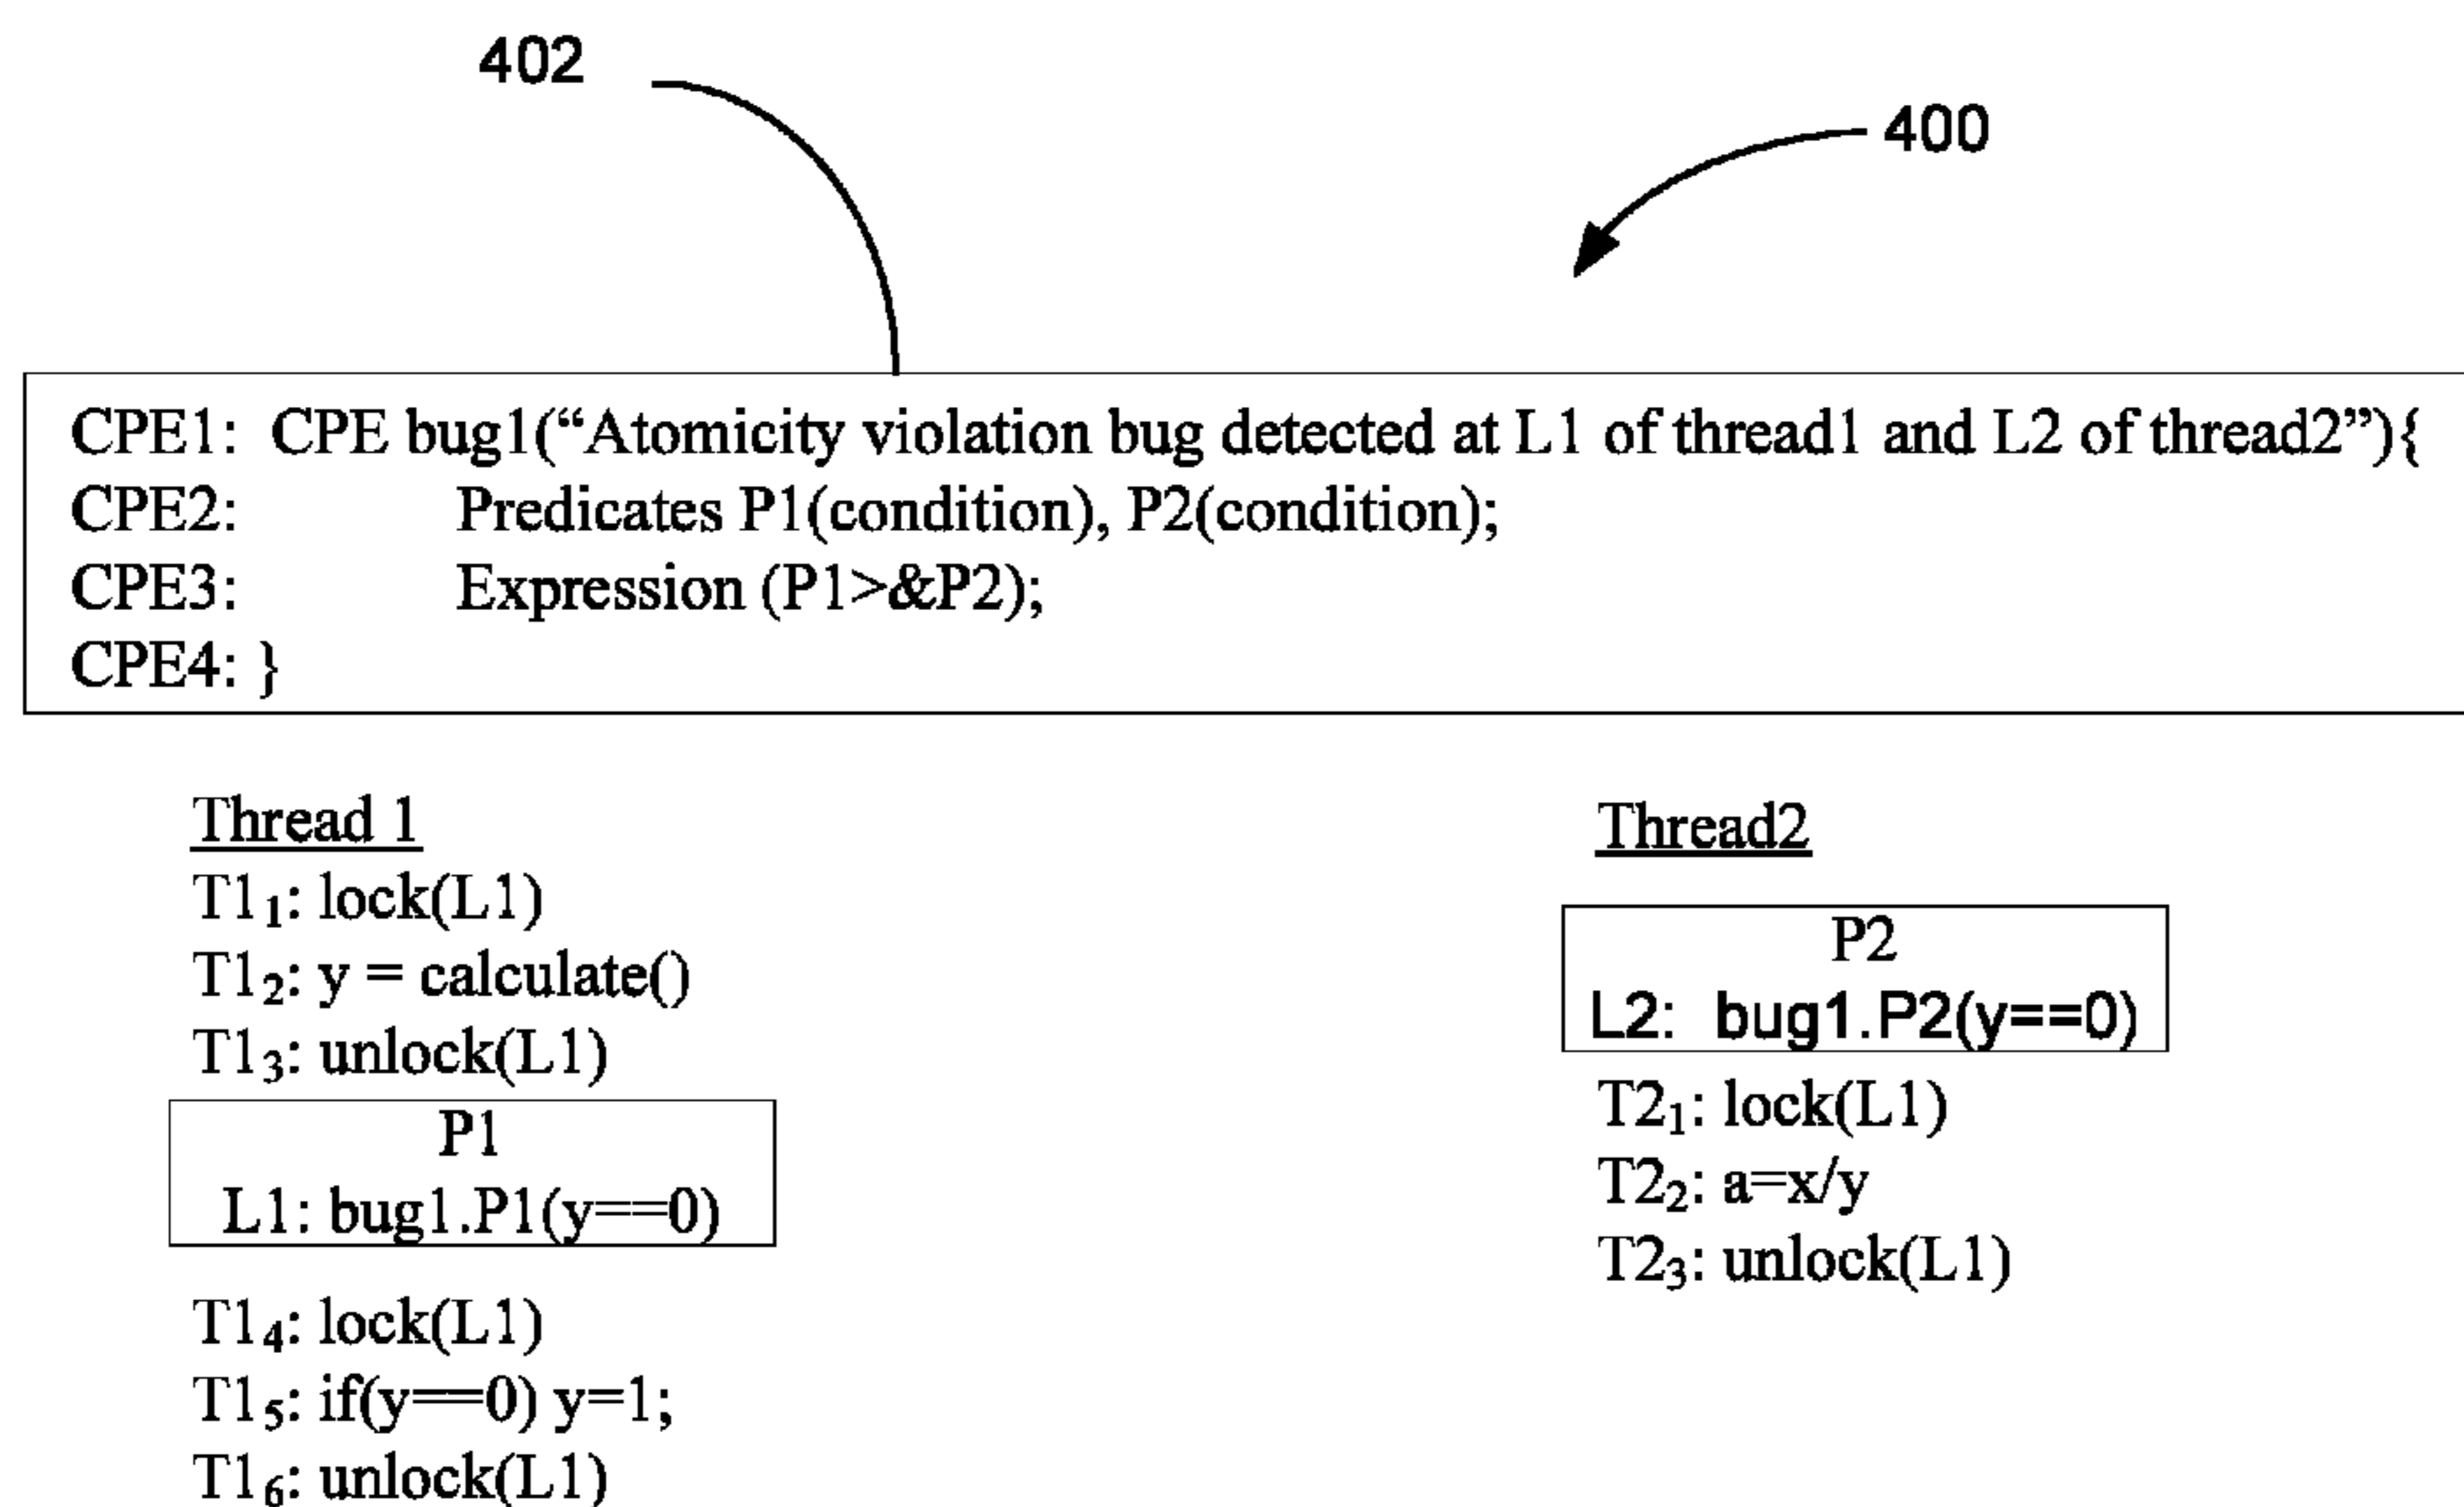 402
400
CPE1: CPE bug1(“Atomicity violation bug detected at L1 of thread1 and L2 of thread2”){
CPE2: Predicates P1(condition), P2(condition);
CPE3: Expression (P1>&P2);
CPE4: }
Thread 1
T1₁: lock(L1)
T1₂: y = calculate()
T1₃: unlock(L1)
P1
L1: bug1.P1(y==0)
T1₄: lock(L1)
T1₅: if(y==0) y=1;
T1₆: unlock(L1)
Thread2
P2
L2: bug1.P2(y==0)
T2₁: lock(L1)
T2₂: a=x/y
T2₃: unlock(L1)